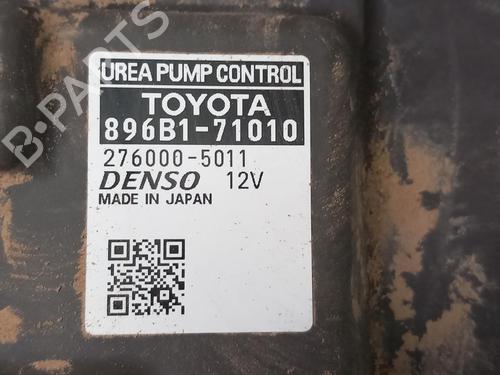 UREA PUMP CONTROL
TOYOTA
896B1-71010
276000-5011
DENSO 12V
MADE IN JAPAN
B-PARTS